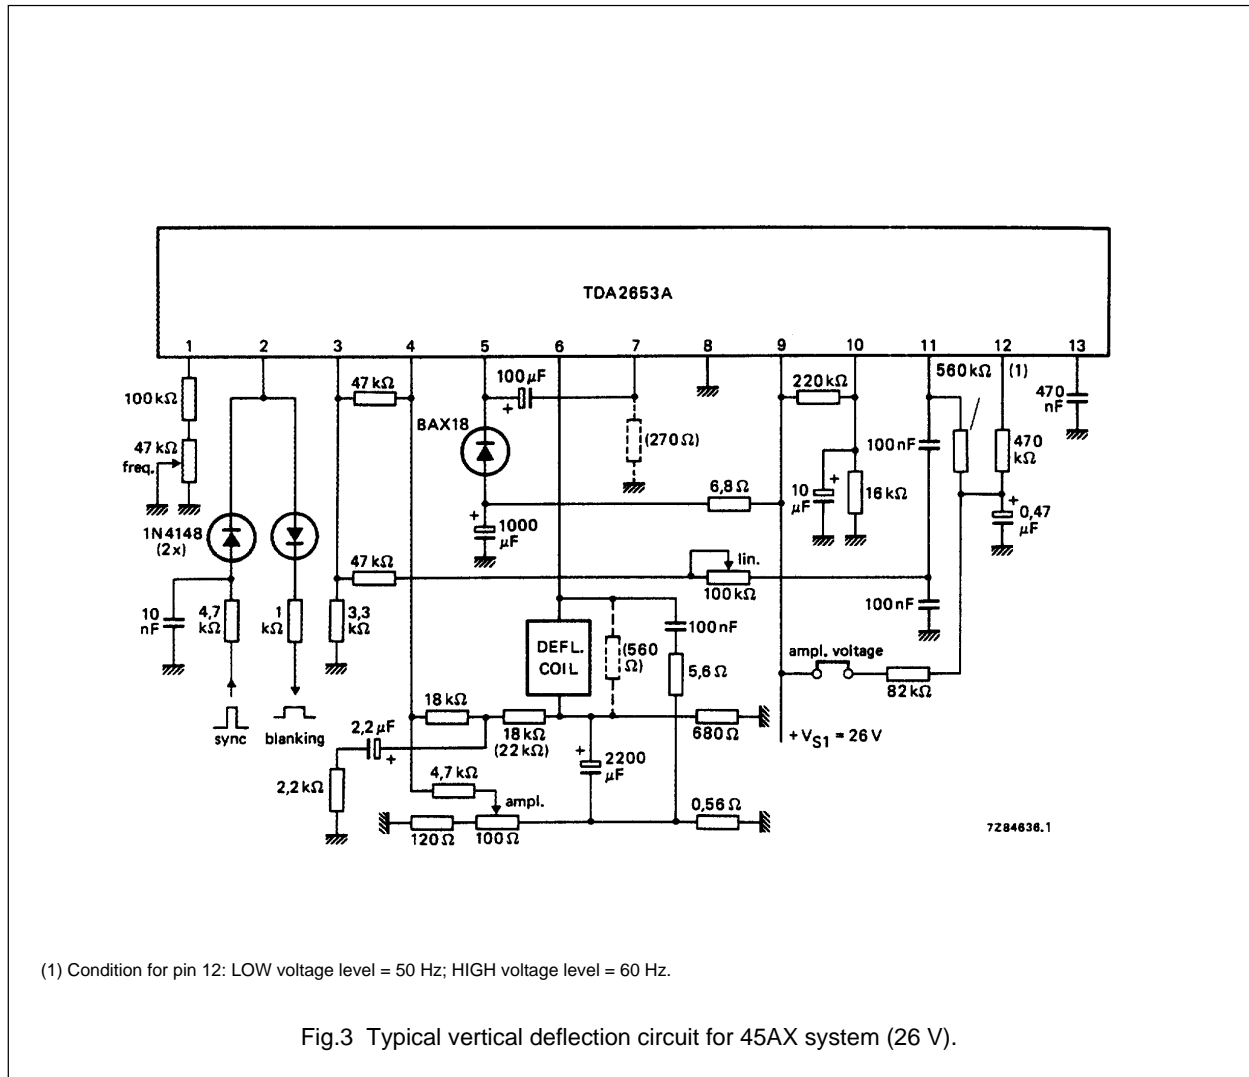 TDA2653A
1 2 3 4 5 6 7 8 9 10 11 12 13
100 kΩ
47 kΩ
freq.
1N4148
(2x)
10
nF
4,7
kΩ
sync
1
kΩ
blanking
47 kΩ
47 kΩ
3,3
kΩ
BAX18
100 µF
+
(270 Ω)
+
1000
µF
6,8 Ω
220 kΩ
10
µF
+
16 kΩ
560 kΩ
(1)
100 nF
470
kΩ
+
0,47
µF
470
nF
lin.
100 kΩ
100 nF
DEFL.
COIL
(560
Ω)
100 nF
5,6 Ω
ampl. voltage
82 kΩ
+ VS1 = 26 V
18 kΩ
18 kΩ
(22 kΩ)
680 Ω
2,2 µF
+
2,2 kΩ
+
2200
µF
4,7 kΩ
ampl.
120 Ω
100 Ω
0,56 Ω
7Z84636.1
(1) Condition for pin 12: LOW voltage level = 50 Hz; HIGH voltage level = 60 Hz.
Fig.3 Typical vertical deflection circuit for 45AX system (26 V).